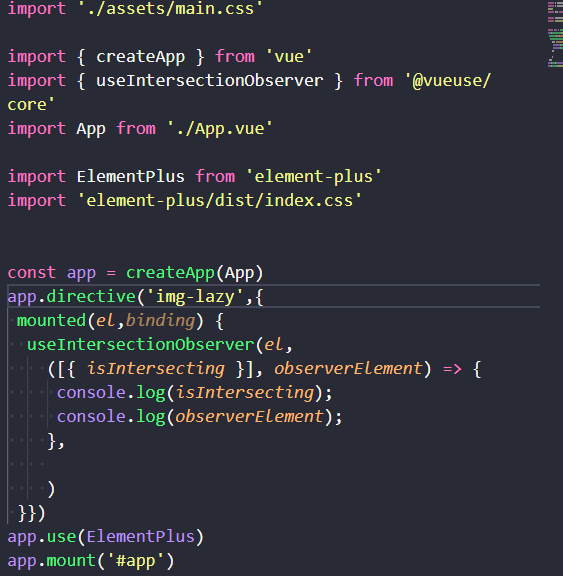 import './assets/main.css'
import { createApp } from 'vue'
import { useIntersectionObserver } from '@vueuse/
core'
import App from './App.vue'
import ElementPlus from 'element-plus'
import 'element-plus/dist/index.css'
const app = createApp(App)
app.directive('img-lazy',{
mounted(el,binding) {
useIntersectionObserver(el,
([{ isIntersecting }], observerElement) => {
console.log(isIntersecting);
console.log(observerElement);
},
)
}})
app.use(ElementPlus)
app.mount('#app')